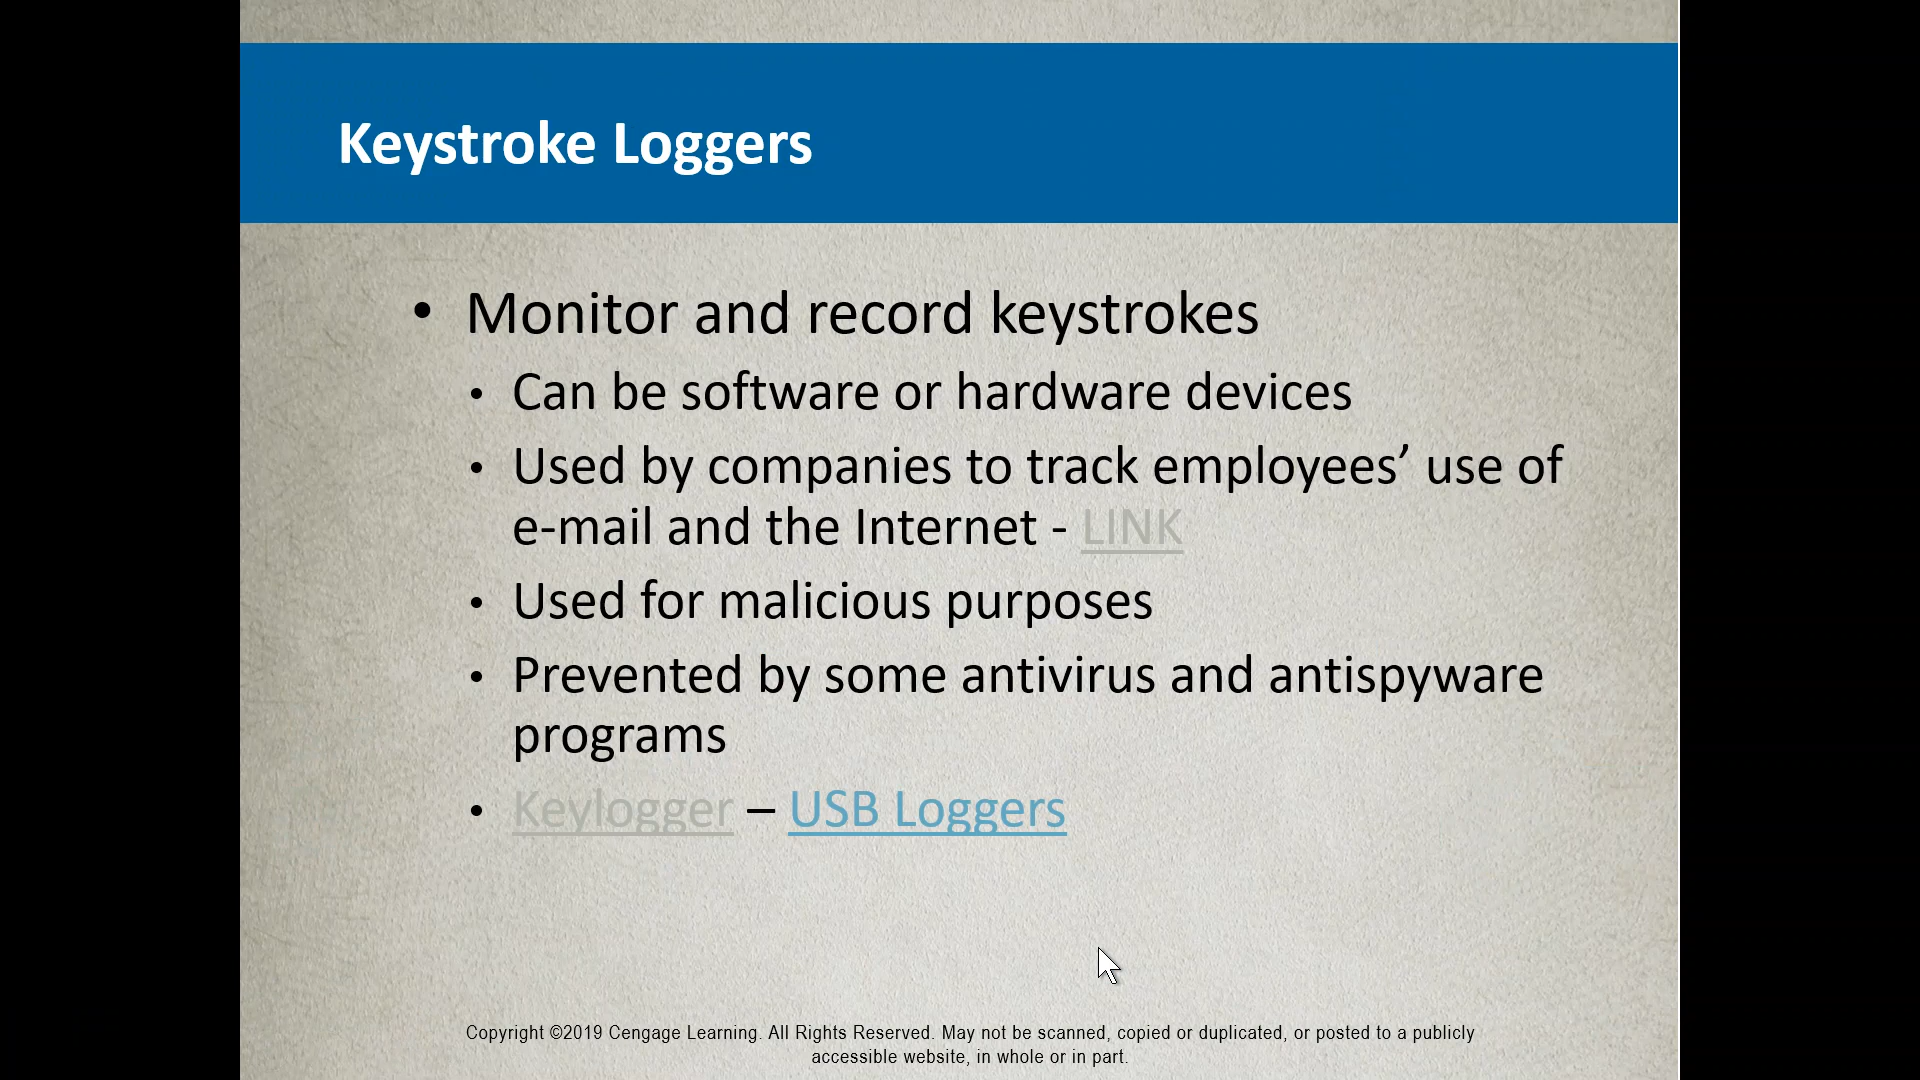 Keystroke Loggers
• Monitor and record keystrokes
• Can be software or hardware devices
• Used by companies to track employees’ use of
e-mail and the Internet - LINK
• Used for malicious purposes
• Prevented by some antivirus and antispyware
programs
• Keylogger – USB Loggers
Copyright ©2019 Cengage Learning. All Rights Reserved. May not be scanned, copied or duplicated, or posted to a publicly
accessible website, in whole or in part.